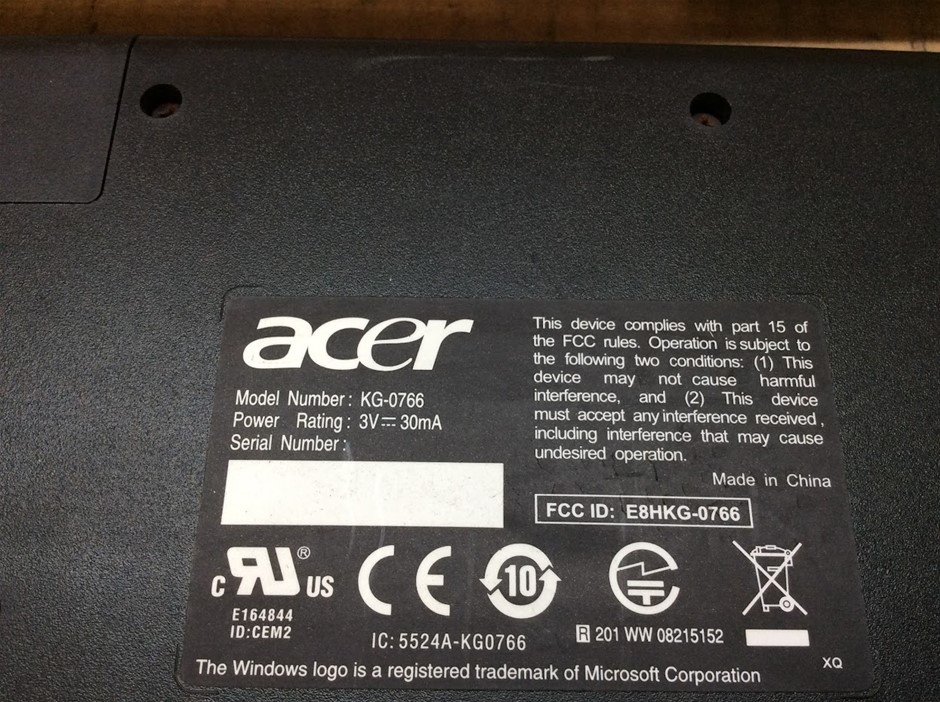 acer
Model Number: KG-0766
Power Rating: 3V⎓30mA
Serial Number:
This device complies with part 15 of
the FCC rules. Operation is subject to
the following two conditions: (1) This
device may not cause harmful
interference, and (2) This device
must accept any interference received,
including interference that may cause
undesired operation.
Made in China
FCC ID: E8HKG-0766
C RU ® US
E164844
ID:CEM2
CE
10
IC: 5524A-KG0766
R 201 WW 08215152
XQ
The Windows logo is a registered trademark of Microsoft Corporation